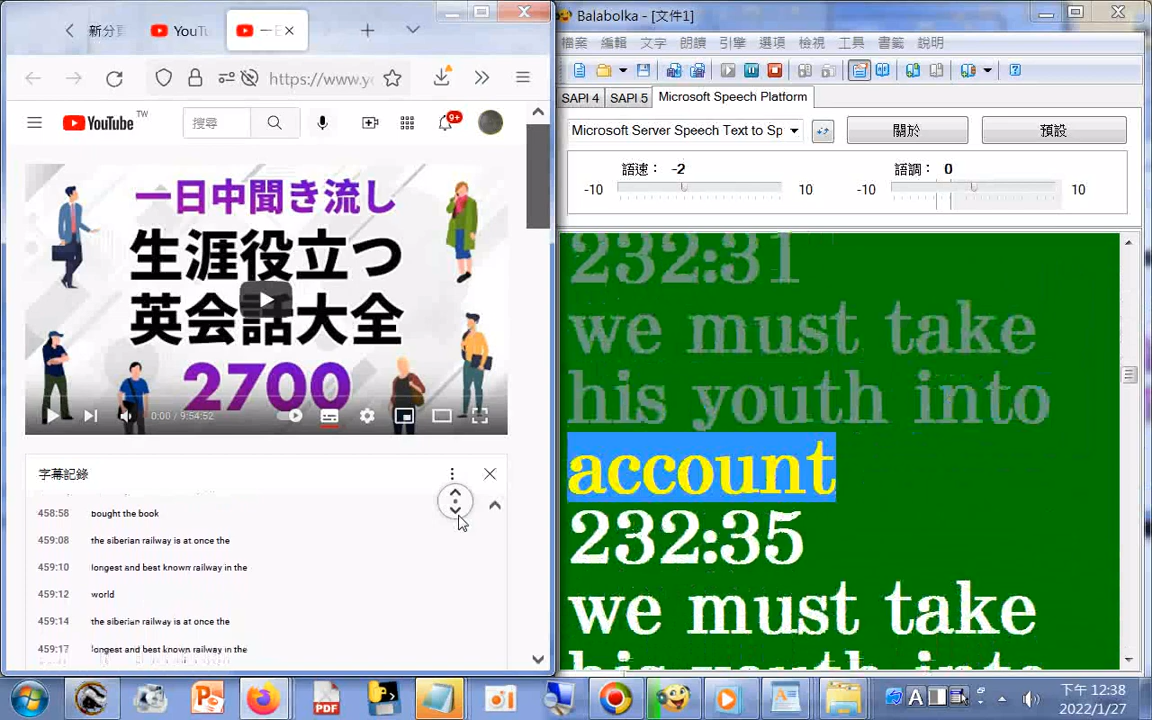 新分
YouTu
一日
https://www.yo
YouTube
TW
搜尋
9+
一日中聞き流し
生涯役立つ
英会話大全
2700
0:00 / 9:54:52
字幕記錄
458:58 bought the book
459:08 the siberian railway is at once the
459:10 longest and best known railway in the
459:12 world
459:14 the siberian railway is at once the
459:17 longest and best known railway in the
Balabolka - [文件1]
檔案 編輯 文字 朗讀 引擎 選項 檢視 工具 書籤 說明
SAPI 4 SAPI 5 Microsoft Speech Platform
Microsoft Server Speech Text to Sp
關於 預設
語速： -2 語調： 0
-10 10 -10 10
232:31
we must take
his youth into
account
232:35
we must take
his youth into
PDF
A
下午 12:38
2022/1/27